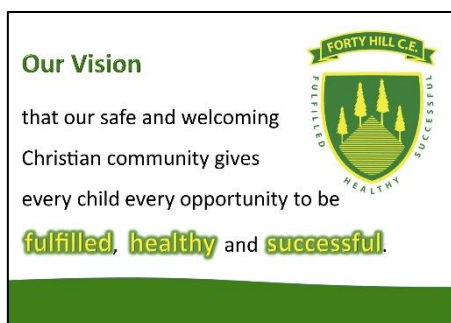 Our Vision
that our safe and welcoming
Christian community gives
every child every opportunity to be
fulfilled, healthy and successful.
FORTY HILL C.E.
FULFILLED
HEALTHY
SUCCESSFUL